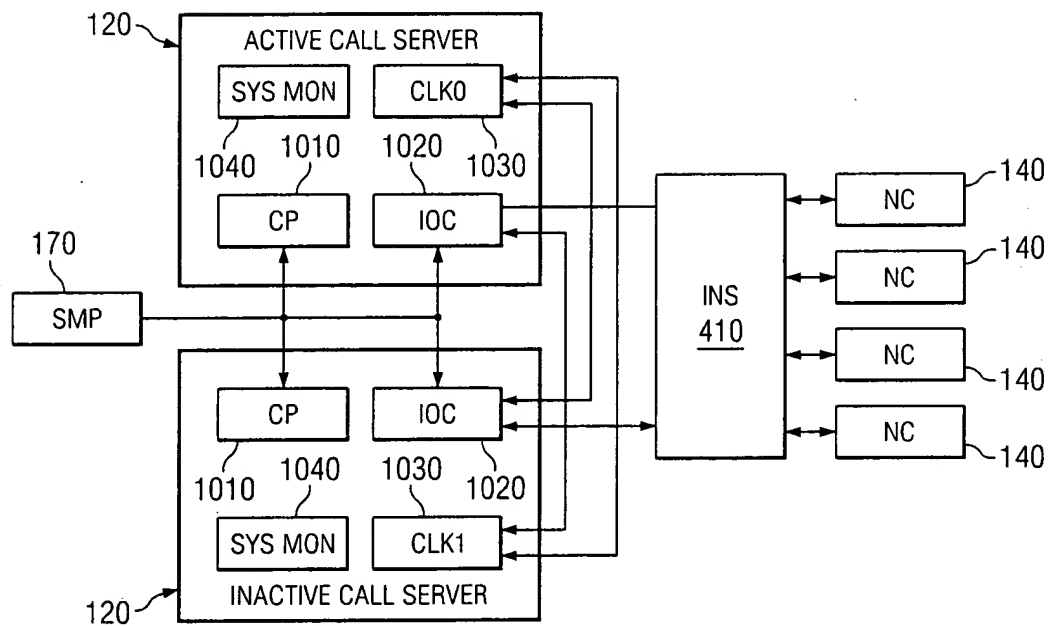 120
ACTIVE CALL SERVER
SYS MON
CLK0
1040
1010
1020
1030
CP
IOC
170
SMP
CP
IOC
1010
1040
1030
1020
SYS MON
CLK1
INACTIVE CALL SERVER
120
INS
410
NC
140
NC
140
NC
140
NC
140